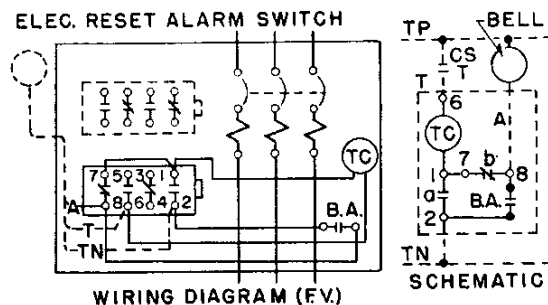 ELEC. RESET ALARM SWITCH
TP
BELL
CS
T
T
6
TC
A
TC
7 5 3 1
1 7 b 8
A 8 6 4 2
a B.A.
T B.A.
2
TN
TN
WIRING DIAGRAM (F.V.)
SCHEMATIC